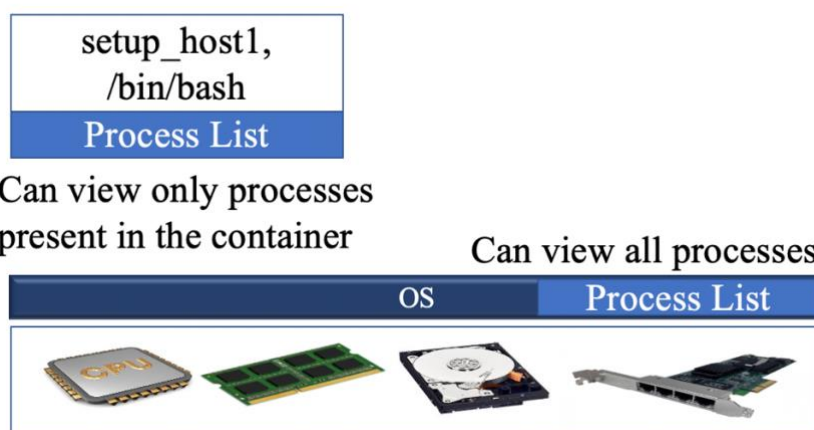 setup_host1,
/bin/bash
Process List
Can view only processes
present in the container
Can view all processes
OS
Process List
CPU